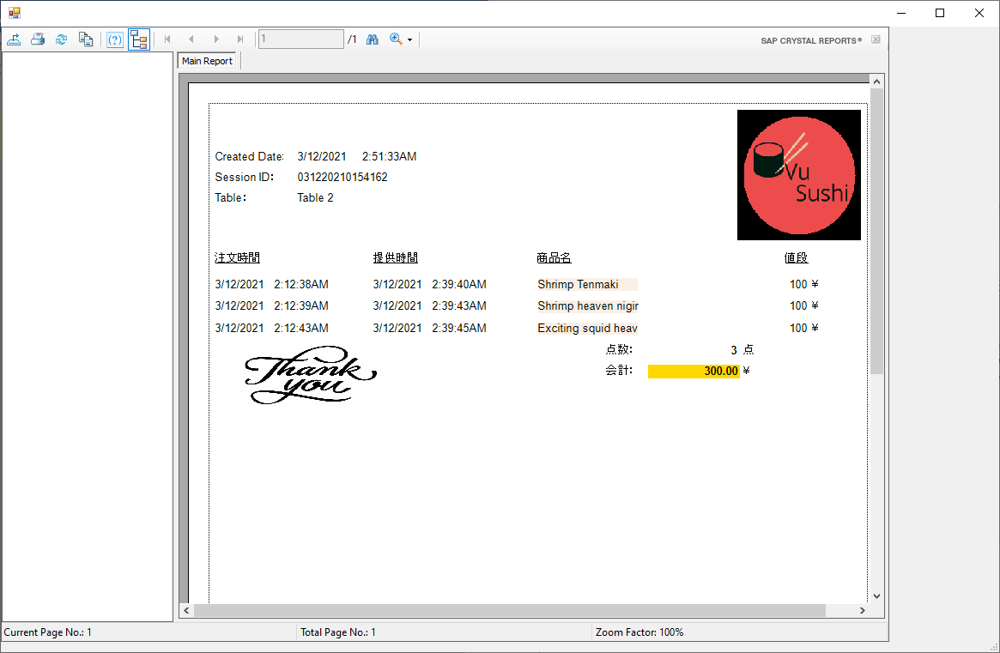 1 /1
SAP CRYSTAL REPORTS®
Main Report
Vu
Sushi
Created Date: 3/12/2021 2:51:33AM
Session ID: 031220210154162
Table: Table 2
注文時間 提供時間 商品名 値段
3/12/2021 2:12:38AM 3/12/2021 2:39:40AM Shrimp Tenmaki 100 ¥
3/12/2021 2:12:39AM 3/12/2021 2:39:43AM Shrimp heaven nigir 100 ¥
3/12/2021 2:12:43AM 3/12/2021 2:39:45AM Exciting squid heav 100 ¥
点数: 3 点
会計: 300.00 ¥
Thank
you
Current Page No.: 1 Total Page No.: 1 Zoom Factor: 100%